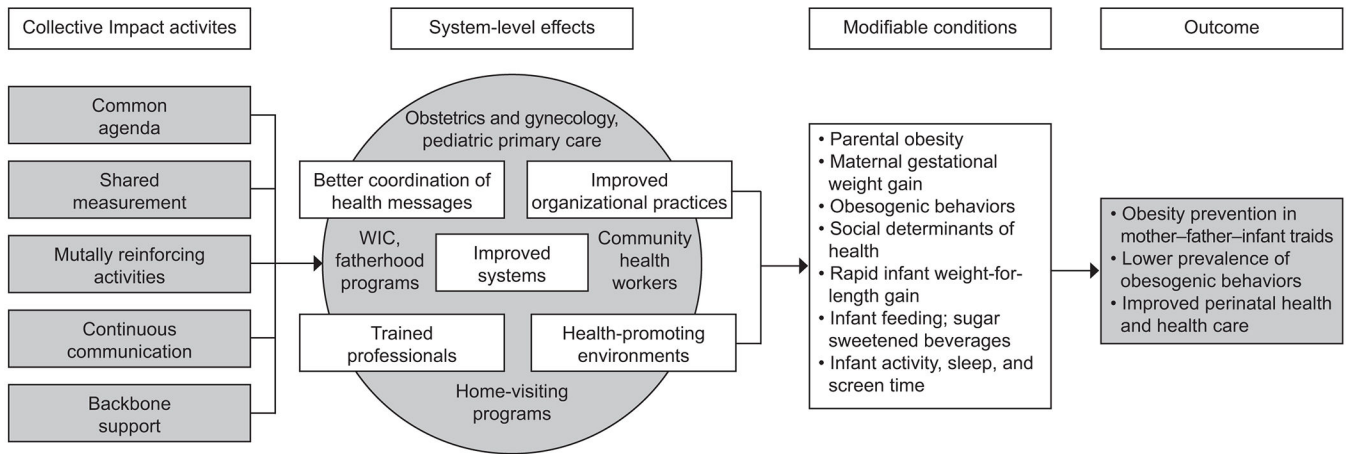 Collective Impact activites
System-level effects
Modifiable conditions
Outcome
Common
agenda
Shared
measurement
Mutally reinforcing
activities
Continuous
communication
Backbone
support
Obstetrics and gynecology,
pediatric primary care
Better coordination of
health messages
Improved
organizational practices
WIC,
fatherhood
programs
Improved
systems
Community
health
workers
Trained
professionals
Health-promoting
environments
Home-visiting
programs
• Parental obesity
• Maternal gestational
weight gain
• Obesogenic behaviors
• Social determinants of
health
• Rapid infant weight-for-
length gain
• Infant feeding; sugar
sweetened beverages
• Infant activity, sleep, and
screen time
• Obesity prevention in
mother–father–infant traids
• Lower prevalence of
obesogenic behaviors
• Improved perinatal health
and health care